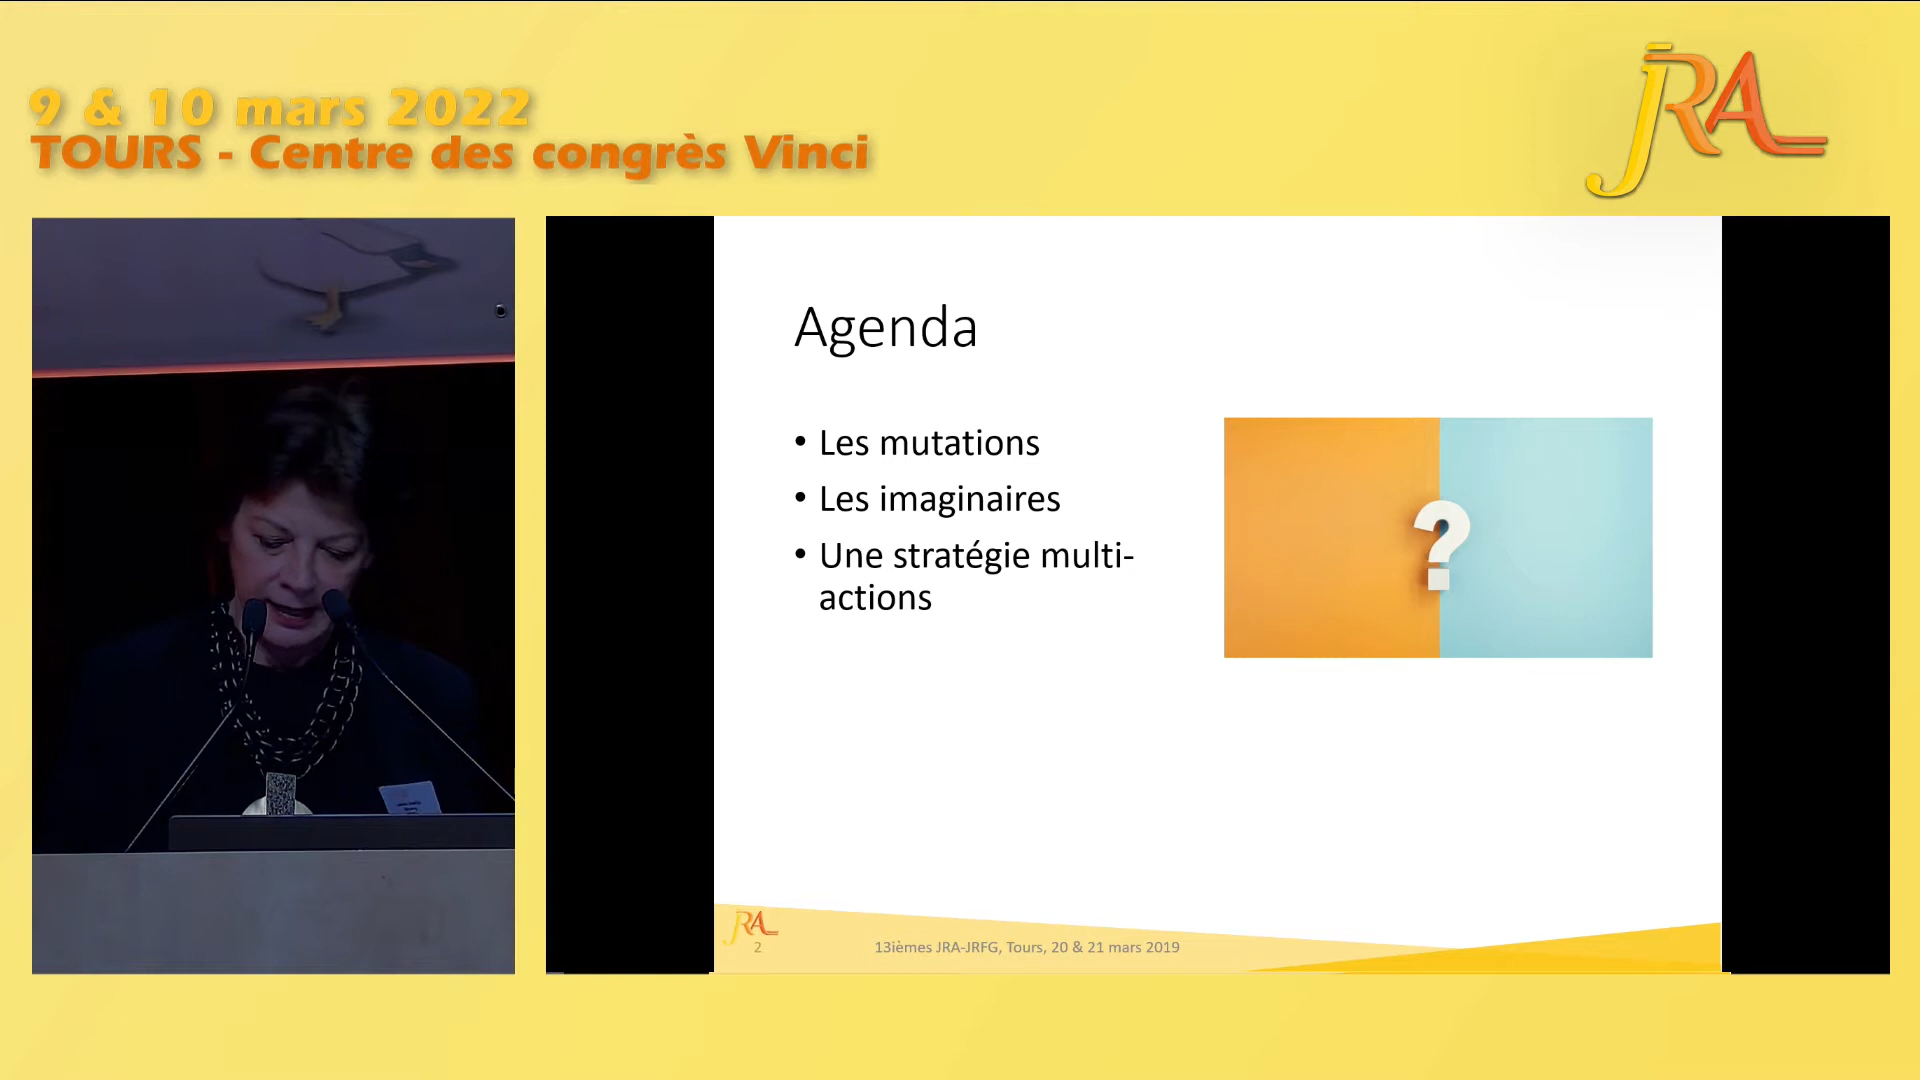 9 & 10 mars 2022
TOURS - Centre des congrès Vinci
JRA
Agenda
• Les mutations
• Les imaginaires
• Une stratégie multi-
actions
?
JRA
2
13ièmes JRA-JRFG, Tours, 20 & 21 mars 2019